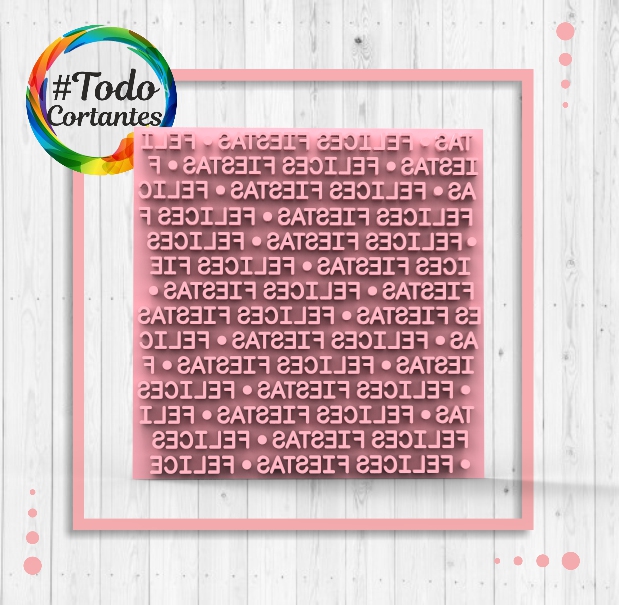 #Todo
Cortantes
TAS • FELICES FIESTAS • FELI
IESTAS • FELICES FIESTAS • F
AS • FELICES FIESTAS • FELIC
FELICES FIESTAS • FELICES F
• FELICES FIESTAS • FELICES
ICES FIESTAS • FELICES FIE
FIESTAS • FELICES FIESTAS •
ES FIESTAS • FELICES FIESTAS
AS • FELICES FIESTAS • FELIC
IESTAS • FELICES FIESTAS • F
• FELICES FIESTAS • FELICES
TAS • FELICES FIESTAS • FELI
FELICES FIESTAS • FELICES
• FELICES FIESTAS • FELICE